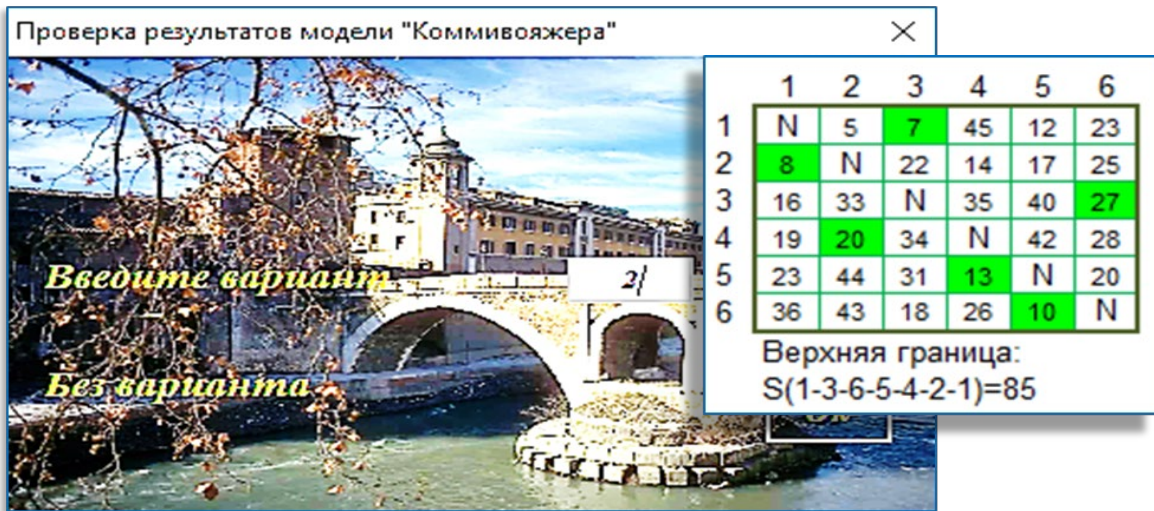 Проверка результатов модели "Коммивояжера"
Введите вариант 2
Без варианта
1 2 3 4 5 6
1 N 5 7 45 12 23
2 8 N 22 14 17 25
3 16 33 N 35 40 27
4 19 20 34 N 42 28
5 23 44 31 13 N 20
6 36 43 18 26 10 N
Верхняя граница:
S(1-3-6-5-4-2-1)=85